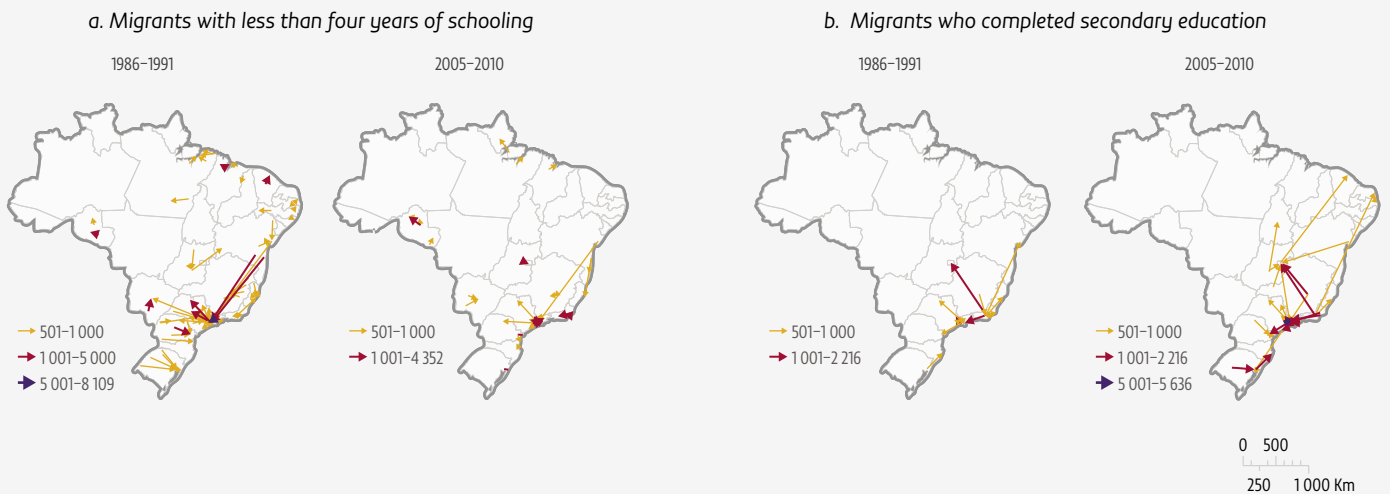 a. Migrants with less than four years of schooling
b. Migrants who completed secondary education
1986–1991
2005–2010
1986–1991
2005–2010
501–1 000
1 001–5 000
5 001–8 109
501–1 000
1 001–4 352
501–1 000
1 001–2 216
501–1 000
1 001–2 216
5 001–5 636
0 500
250 1 000 Km